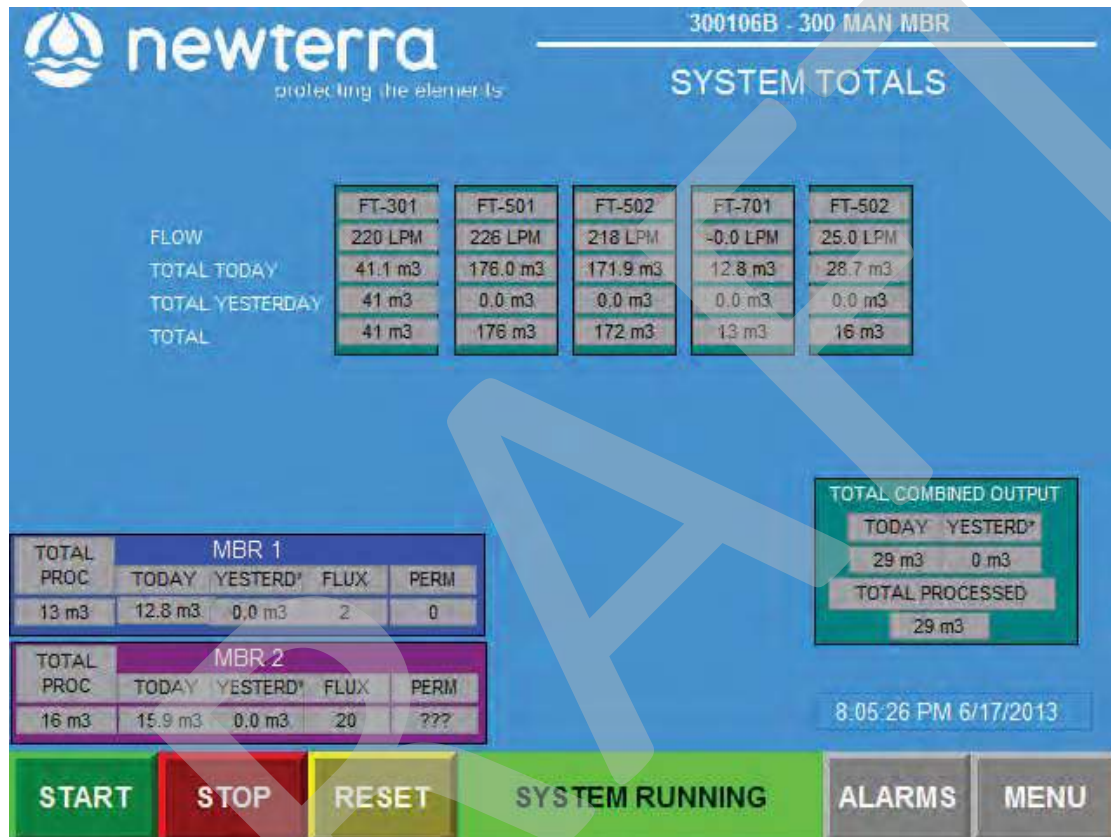 300106B - 300 MAN MBR
newterra
protecting the elements
SYSTEM TOTALS
FT-301 FT-501 FT-502 FT-701 FT-502
FLOW 220 LPM 226 LPM 218 LPM -0.0 LPM 25.0 LPM
TOTAL TODAY 41.1 m3 176.0 m3 171.9 m3 12.8 m3 28.7 m3
TOTAL YESTERDAY 41 m3 0.0 m3 0.0 m3 0.0 m3 0.0 m3
TOTAL 41 m3 176 m3 172 m3 13 m3 16 m3
TOTAL COMBINED OUTPUT
TODAY YESTERD*
29 m3 0 m3
TOTAL PROCESSED
29 m3
TOTAL PROC MBR 1
TODAY YESTERD* FLUX PERM
13 m3 12.8 m3 0.0 m3 2 0
TOTAL PROC MBR 2
TODAY YESTERD* FLUX PERM
16 m3 15.9 m3 0.0 m3 20 ???
8:05:26 PM 6/17/2013
START STOP RESET SYSTEM RUNNING ALARMS MENU
DRAFT